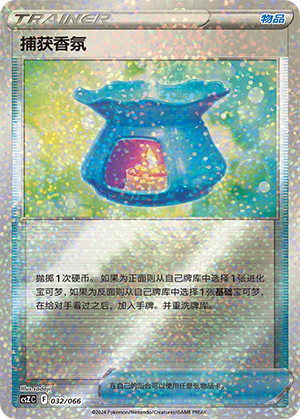 TRAINER
物品
捕获香氛
抛掷1次硬币。如果为正面则从自己牌库中选择1张进化
宝可梦,如果为反面则从自己牌库中选择1张基础宝可梦,
在给对手看过之后,加入手牌。并重洗牌库。
Illus. sadaji
在自己的回合可以使用任意张物品卡。
csZC F 032/066
©2024 Pokémon/Nintendo/Creatures/GAME FREAK